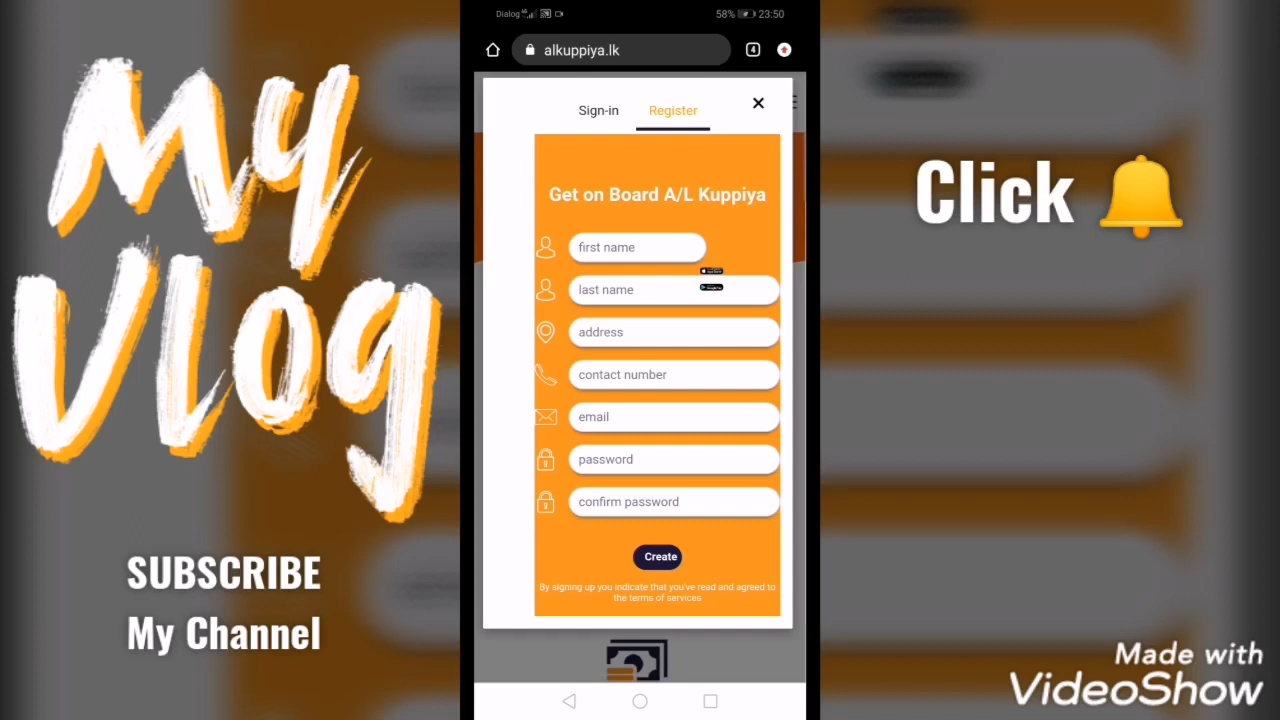 My
Vlog
SUBSCRIBE
My Channel
Dialog 4G 58% 23:50
alkuppiya.lk 4
Sign-in Register
Get on Board A/L Kuppiya
first name
last name
address
contact number
email
password
confirm password
Create
By signing up you indicate that you've read and agreed to
the terms of services
Click
Made with
VideoShow